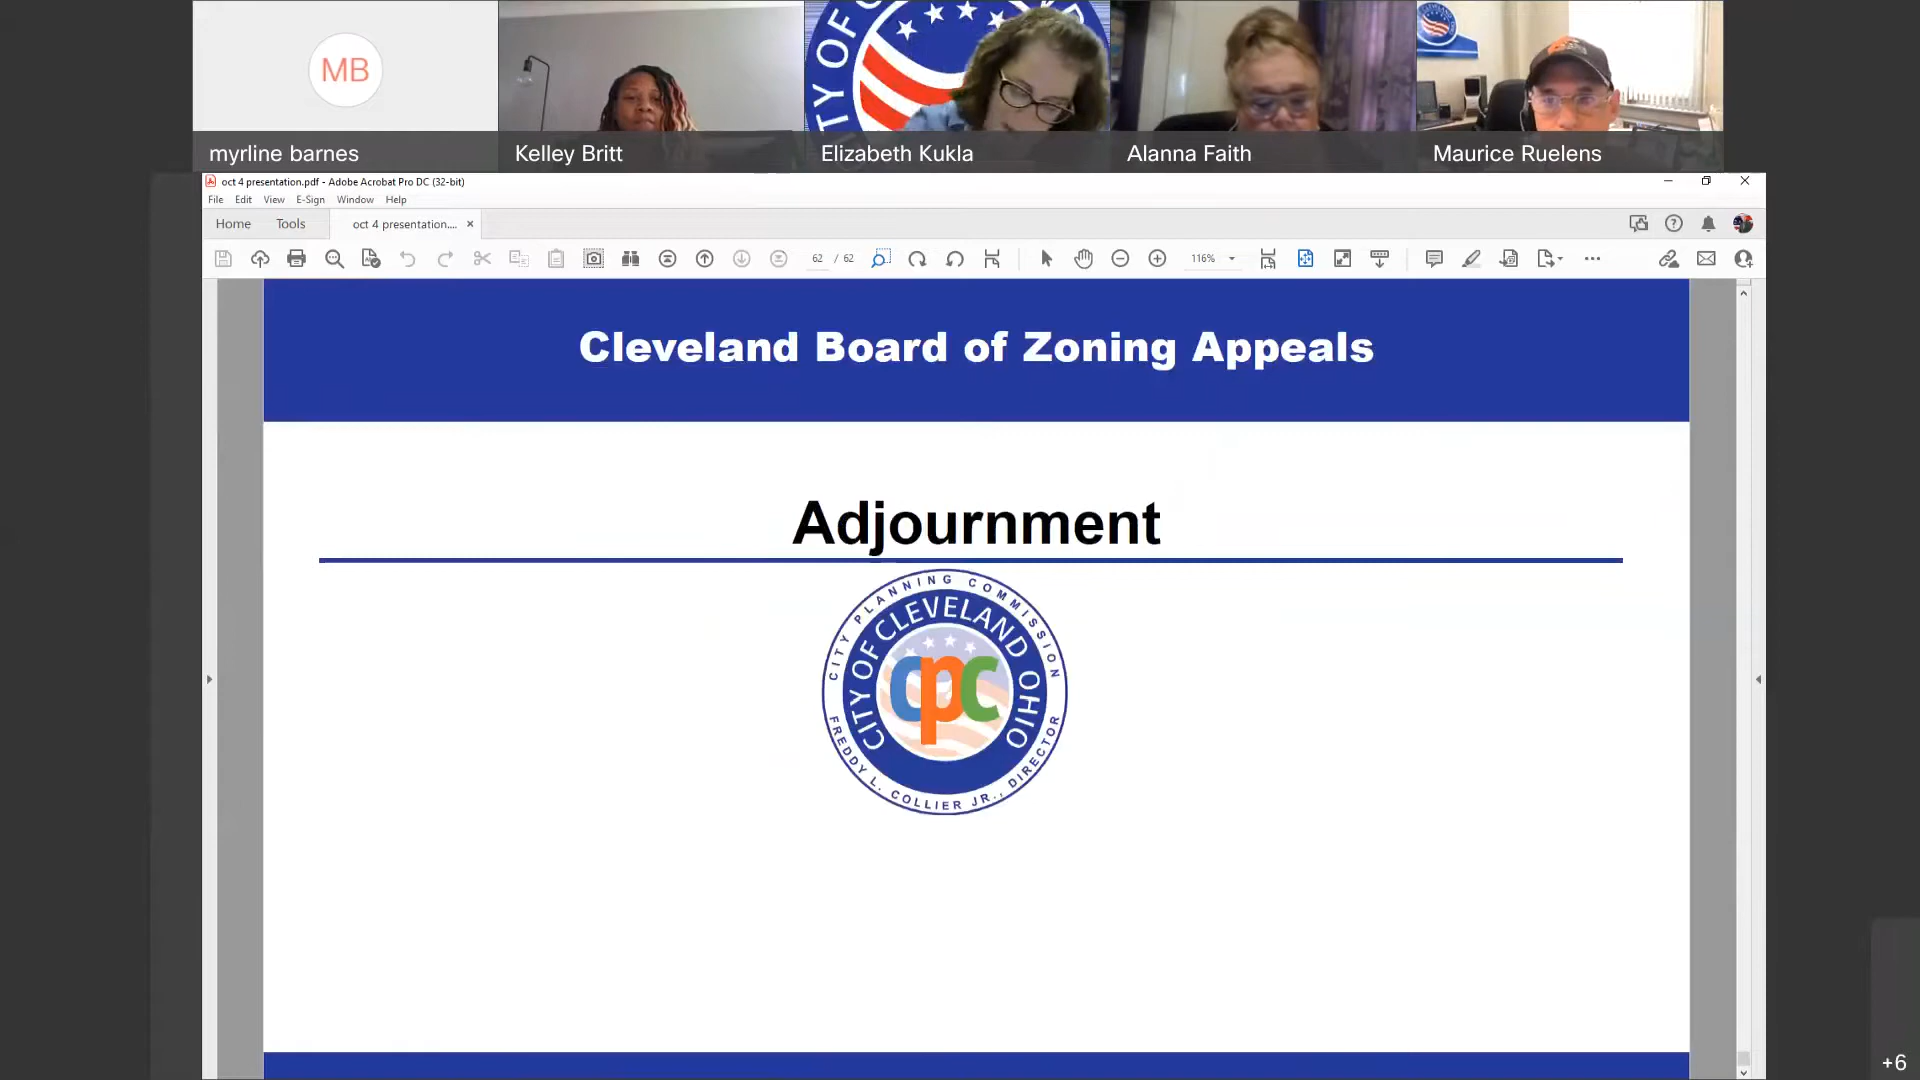 MB
myrline barnes
Kelley Britt
CITY OF C
Elizabeth Kukla
Alanna Faith
Maurice Ruelens
oct 4 presentation.pdf - Adobe Acrobat Pro DC (32-bit)
File Edit View E-Sign Window Help
Home Tools oct 4 presentation....
62 / 62 116%
Cleveland Board of Zoning Appeals
Adjournment
CITY PLANNING COMMISSION
CITY OF CLEVELAND OHIO
cpc
FREDDY L. COLLIER JR., DIRECTOR
+6